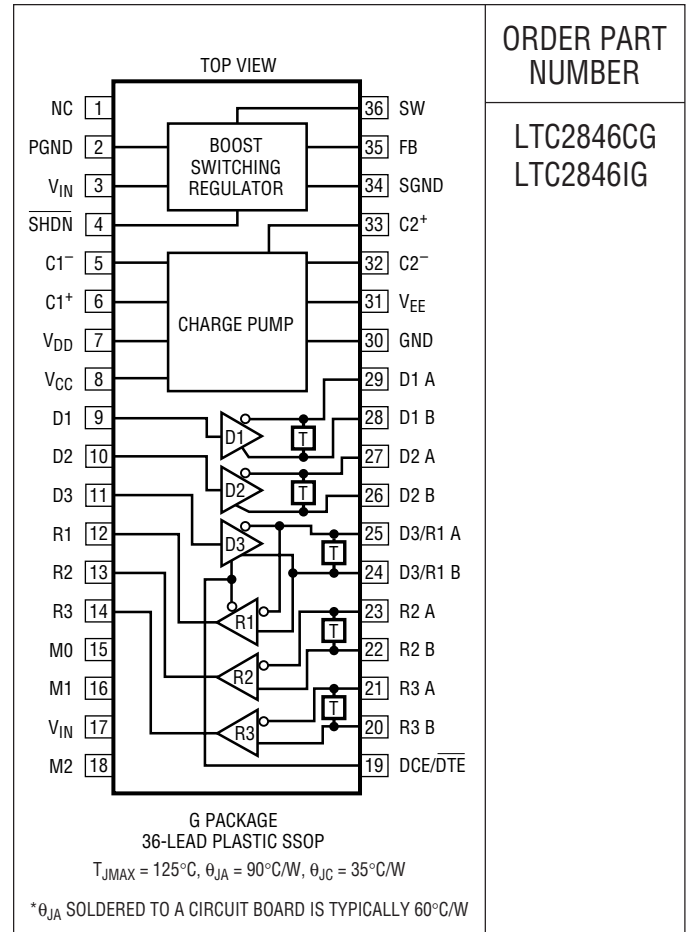 TOP VIEW
ORDER PART
NUMBER
LTC2846CG
LTC2846IG
NC 1
PGND 2
VIN 3
SHDN 4
C1– 5
C1+ 6
VDD 7
VCC 8
D1 9
D2 10
D3 11
R1 12
R2 13
R3 14
M0 15
M1 16
VIN 17
M2 18
BOOST
SWITCHING
REGULATOR
CHARGE PUMP
D1
T
D2
T
D3
T
R1
T
R2
T
R3
36 SW
35 FB
34 SGND
33 C2+
32 C2–
31 VEE
30 GND
29 D1 A
28 D1 B
27 D2 A
26 D2 B
25 D3/R1 A
24 D3/R1 B
23 R2 A
22 R2 B
21 R3 A
20 R3 B
19 DCE/DTE
G PACKAGE
36-LEAD PLASTIC SSOP
TJMAX = 125°C, θJA = 90°C/W, θJC = 35°C/W
*θJA SOLDERED TO A CIRCUIT BOARD IS TYPICALLY 60°C/W